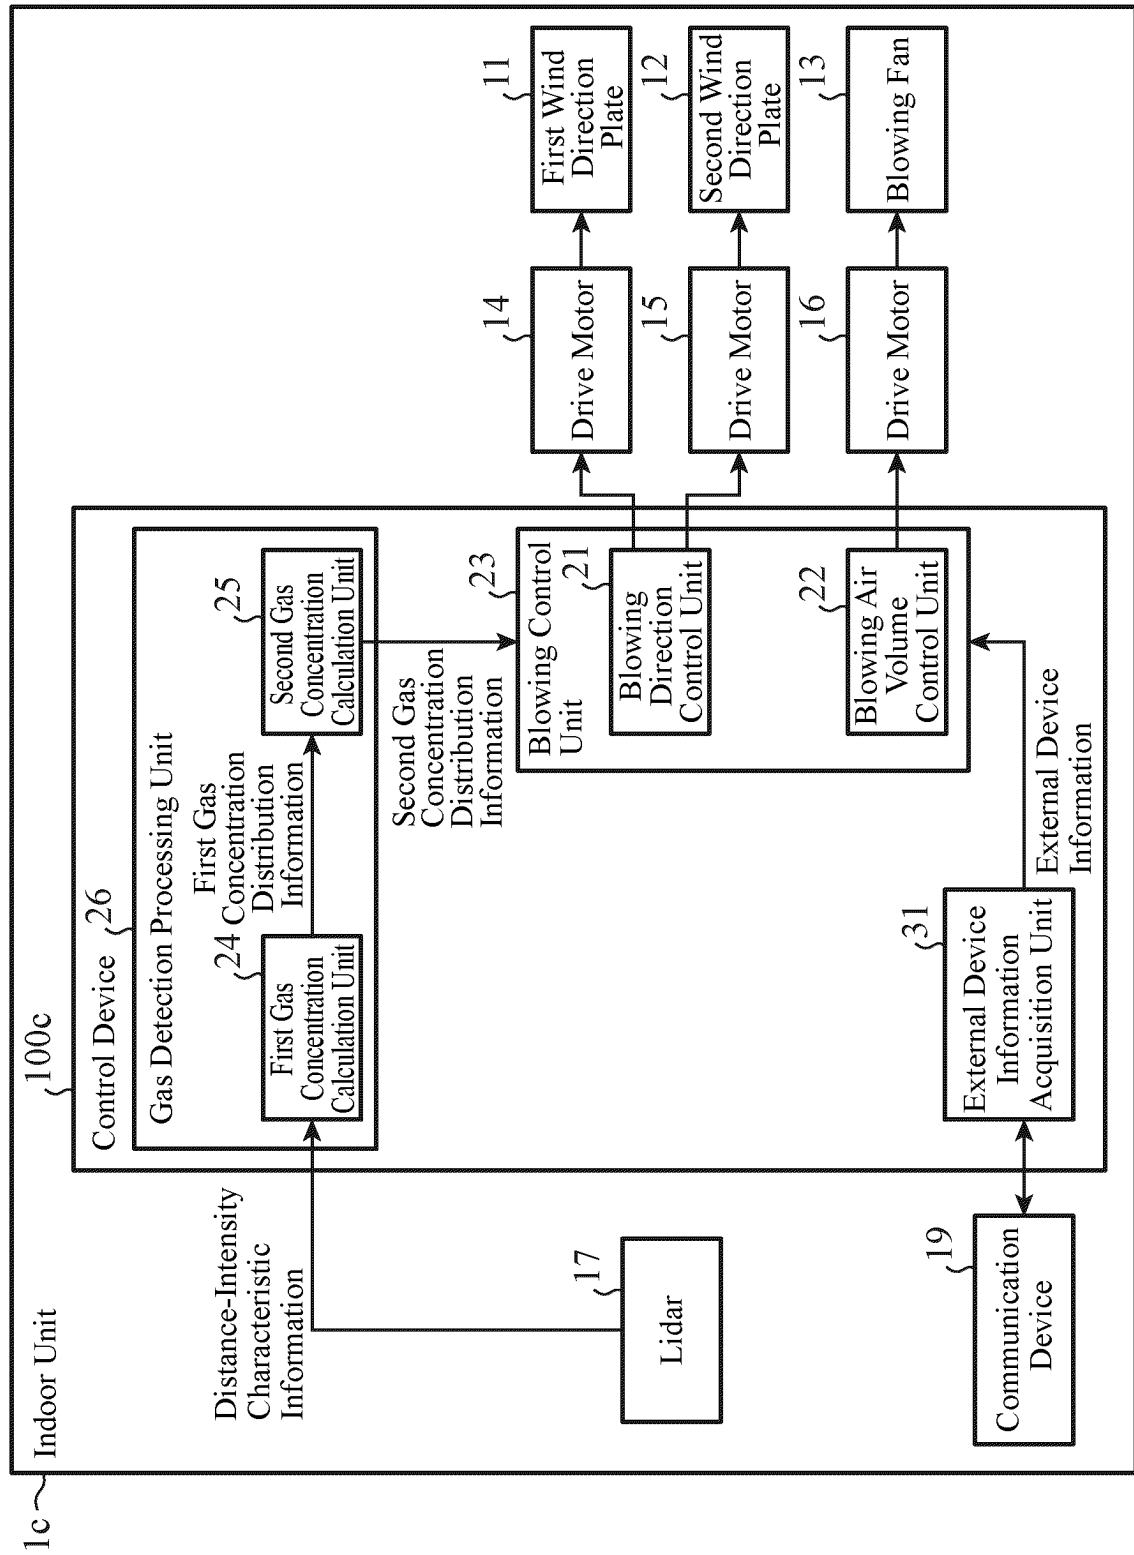 1c
Indoor Unit
100c
Control Device
26
Gas Detection Processing Unit
Distance-Intensity
Characteristic
Information
24
First Gas
Concentration
Calculation Unit
First Gas
Concentration
Distribution
Information
25
Second Gas
Concentration
Calculation Unit
Second Gas
Concentration
Distribution
Information
17
Lidar
23
Blowing Control
Unit
21
Blowing
Direction
Control Unit
22
Blowing Air
Volume
Control Unit
14
Drive Motor
11
First Wind
Direction
Plate
15
Drive Motor
12
Second Wind
Direction
Plate
16
Drive Motor
13
Blowing Fan
19
Communication
Device
31
External Device
Information
Acquisition Unit
External Device
Information